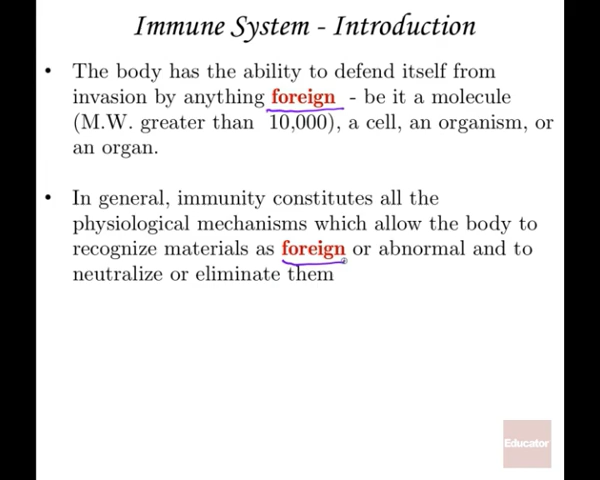 Immune System - Introduction
• The body has the ability to defend itself from
invasion by anything foreign - be it a molecule
(M.W. greater than 10,000), a cell, an organism, or
an organ.
• In general, immunity constitutes all the
physiological mechanisms which allow the body to
recognize materials as foreign or abnormal and to
neutralize or eliminate them
Educator